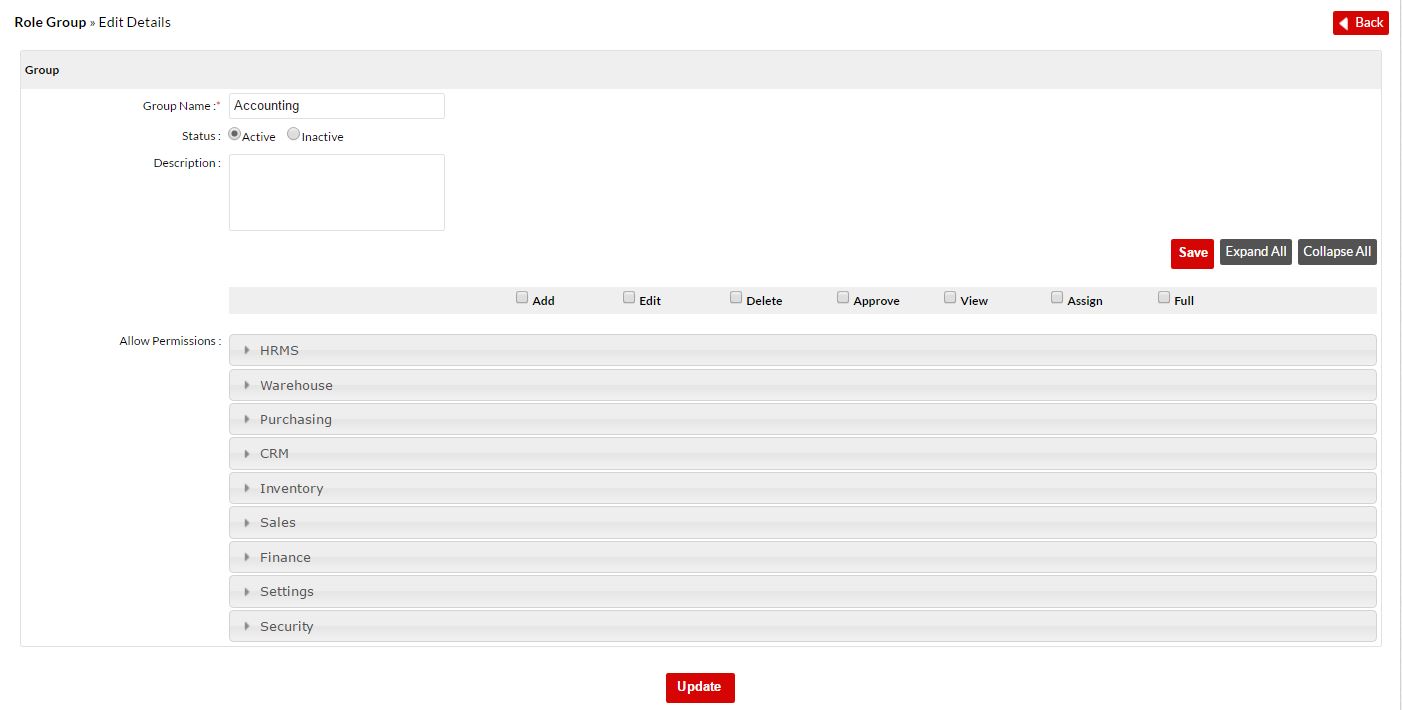 Role Group » Edit Details
Back
Group
Group Name :* Accounting
Status : Active Inactive
Description :
Save Expand All Collapse All
Add Edit Delete Approve View Assign Full
Allow Permissions :
HRMS
Warehouse
Purchasing
CRM
Inventory
Sales
Finance
Settings
Security
Update